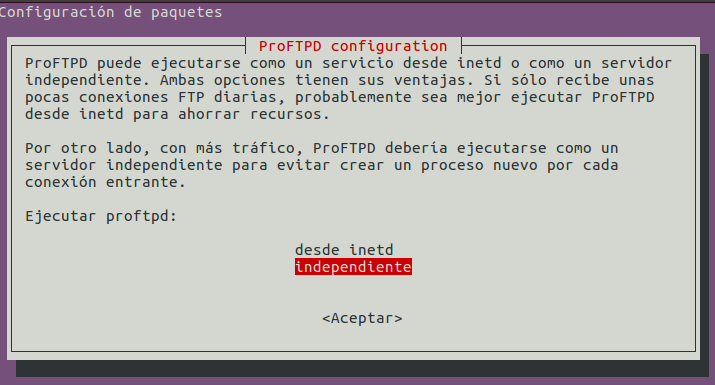 Configuración de paquetes
ProFTPD configuration
ProFTPD puede ejecutarse como un servicio desde inetd o como un servidor
independiente. Ambas opciones tienen sus ventajas. Si sólo recibe unas
pocas conexiones FTP diarias, probablemente sea mejor ejecutar ProFTPD
desde inetd para ahorrar recursos.
Por otro lado, con más tráfico, ProFTPD debería ejecutarse como un
servidor independiente para evitar crear un proceso nuevo por cada
conexión entrante.
Ejecutar proftpd:
desde inetd
independiente
<Aceptar>